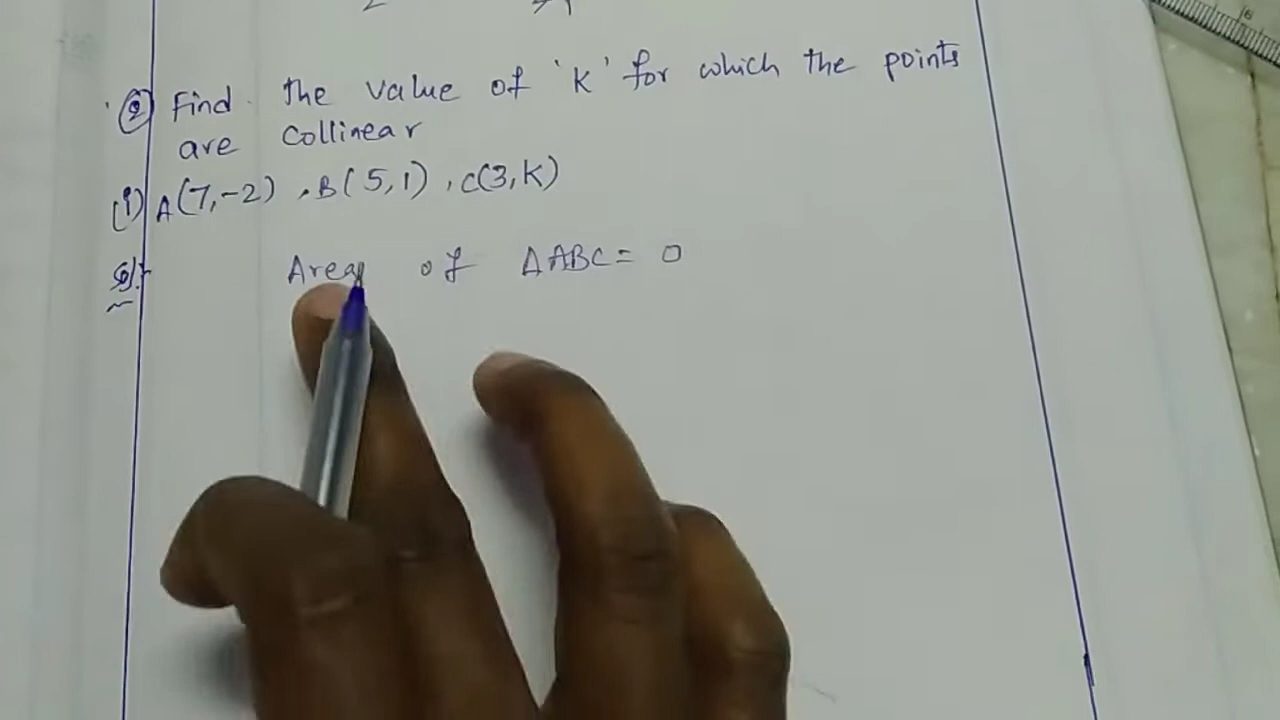 ② Find the value of 'K' for which the points
are collinear
(i) A(7,-2) , B(5,1) , C(3,K)
Sol:- Area of ΔABC = 0